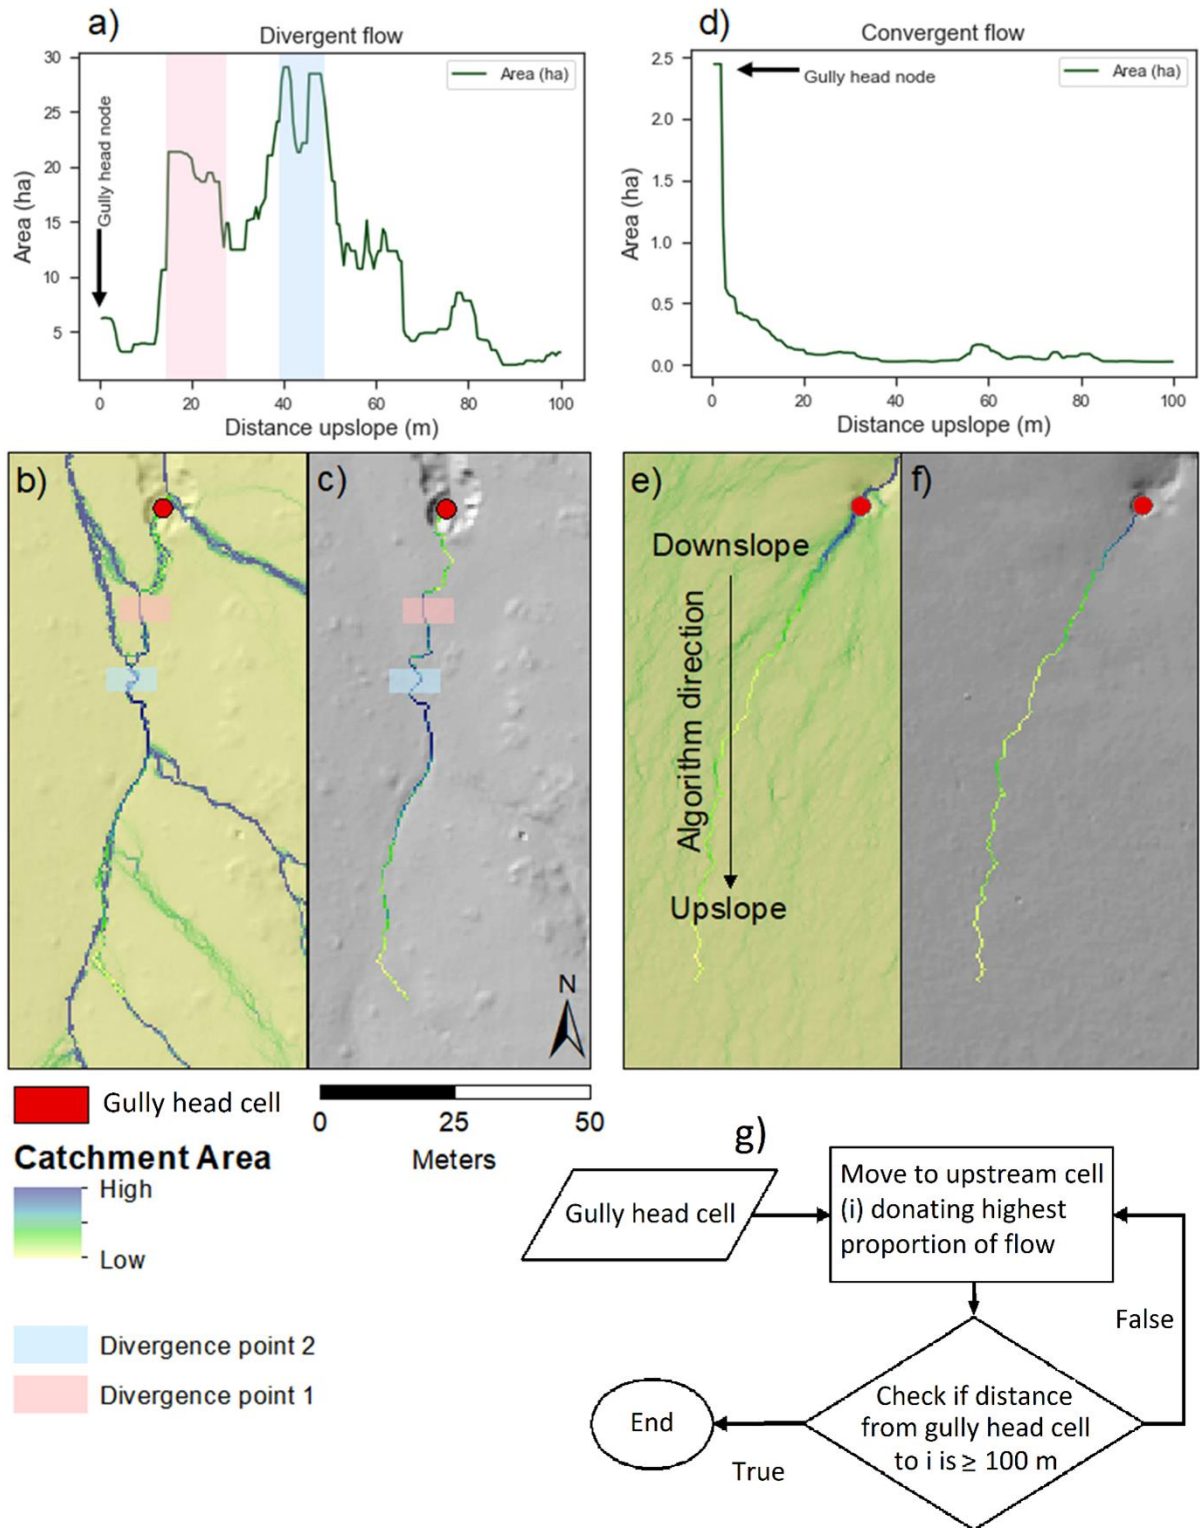 a)
Divergent flow
Area (ha)
Gully head node
30
25
20
15
10
5
Area (ha)
0
20
40
60
80
100
Distance upslope (m)
d)
Convergent flow
Area (ha)
Gully head node
2.5
2.0
1.5
1.0
0.5
0.0
Area (ha)
0
20
40
60
80
100
Distance upslope (m)
b)
c)
N
e)
Downslope
Algorithm direction
Upslope
f)
Gully head cell
0
25
50
Meters
Catchment Area
High
Low
Divergence point 2
Divergence point 1
g)
Gully head cell
Move to upstream cell
(i) donating highest
proportion of flow
False
Check if distance
from gully head cell
to i is ≥ 100 m
True
End